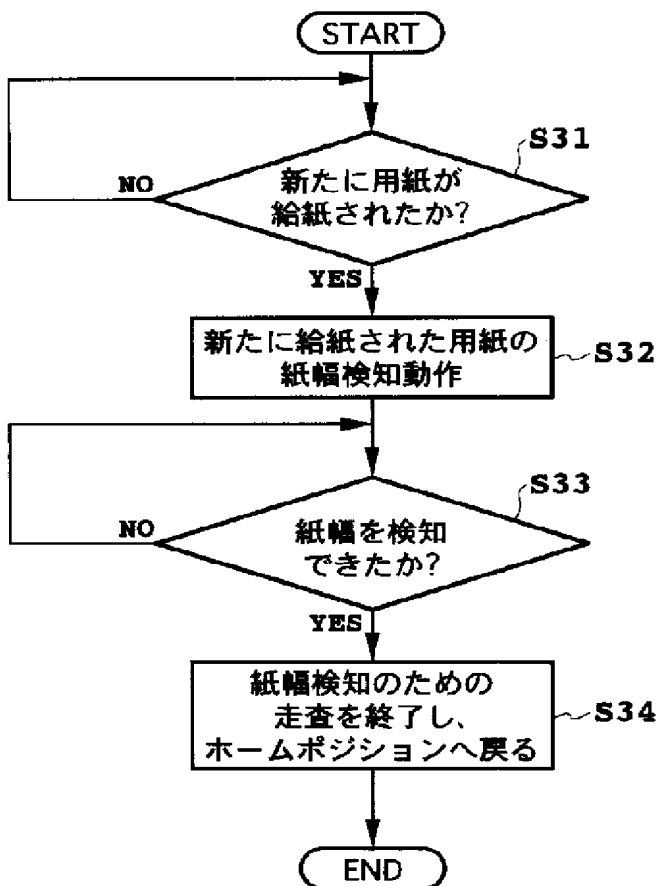 START
S31
新たに用紙が
給紙されたか?
NO
YES
新たに給紙された用紙の
紙幅検知動作
S32
S33
紙幅を検知
できたか?
NO
YES
紙幅検知のための
走査を終了し、
ホームポジションへ戻る
S34
END